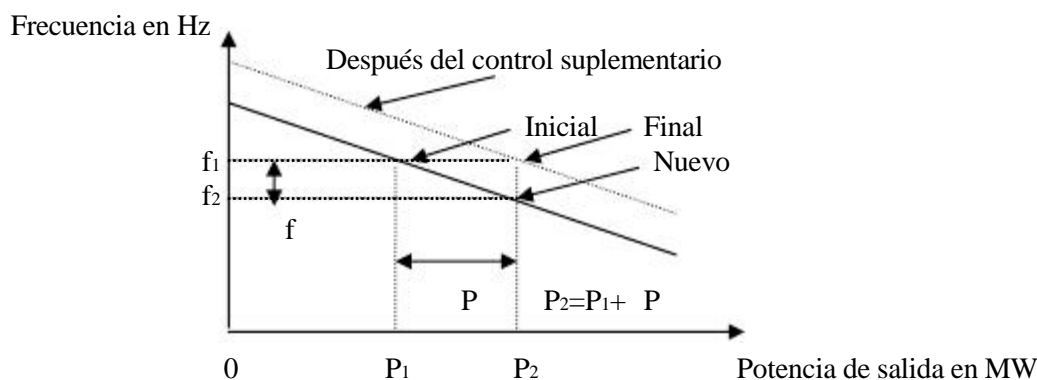 Frecuencia en Hz
Después del control suplementario
Inicial
Final
Nuevo
f1
f2
f
P
P2=P1+ P
0
P1
P2
Potencia de salida en MW